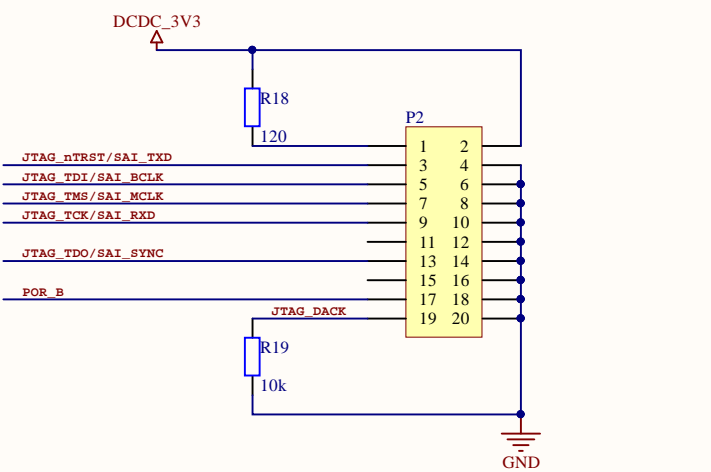 DCDC_3V3
R18
120
P2
1 2
JTAG_nTRST/SAI_TXD 3 4
JTAG_TDI/SAI_BCLK 5 6
JTAG_TMS/SAI_MCLK 7 8
JTAG_TCK/SAI_RXD 9 10
11 12
JTAG_TDO/SAI_SYNC 13 14
15 16
POR_B 17 18
JTAG_DACK 19 20
R19
10k
GND